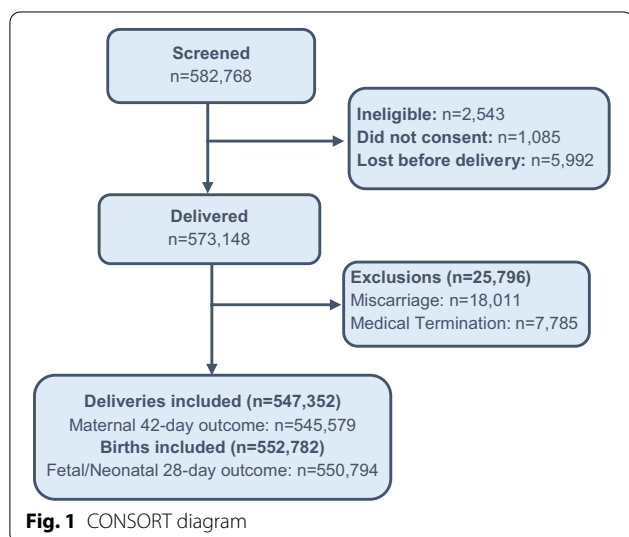 Screened
n=582,768
Ineligible: n=2,543
Did not consent: n=1,085
Lost before delivery: n=5,992
Delivered
n=573,148
Exclusions (n=25,796)
Miscarriage: n=18,011
Medical Termination: n=7,785
Deliveries included (n=547,352)
Maternal 42-day outcome: n=545,579
Births included (n=552,782)
Fetal/Neonatal 28-day outcome: n=550,794
Fig. 1 CONSORT diagram